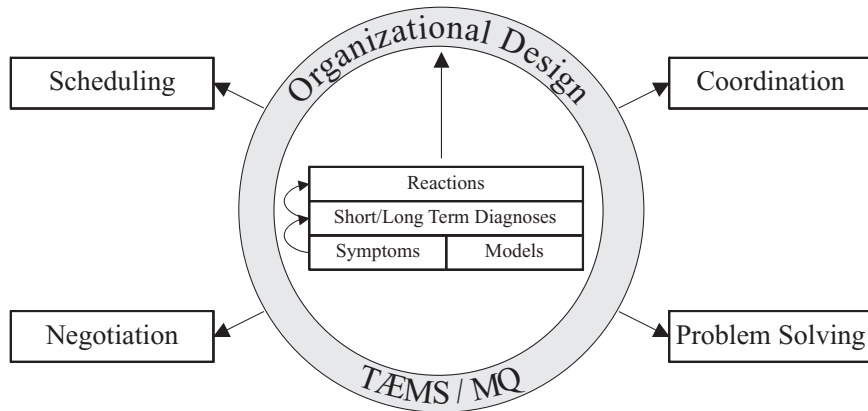 Organizational Design
Scheduling
Coordination
Reactions
Short/Long Term Diagnoses
Symptoms
Models
Negotiation
Problem Solving
TÆMS / MQ